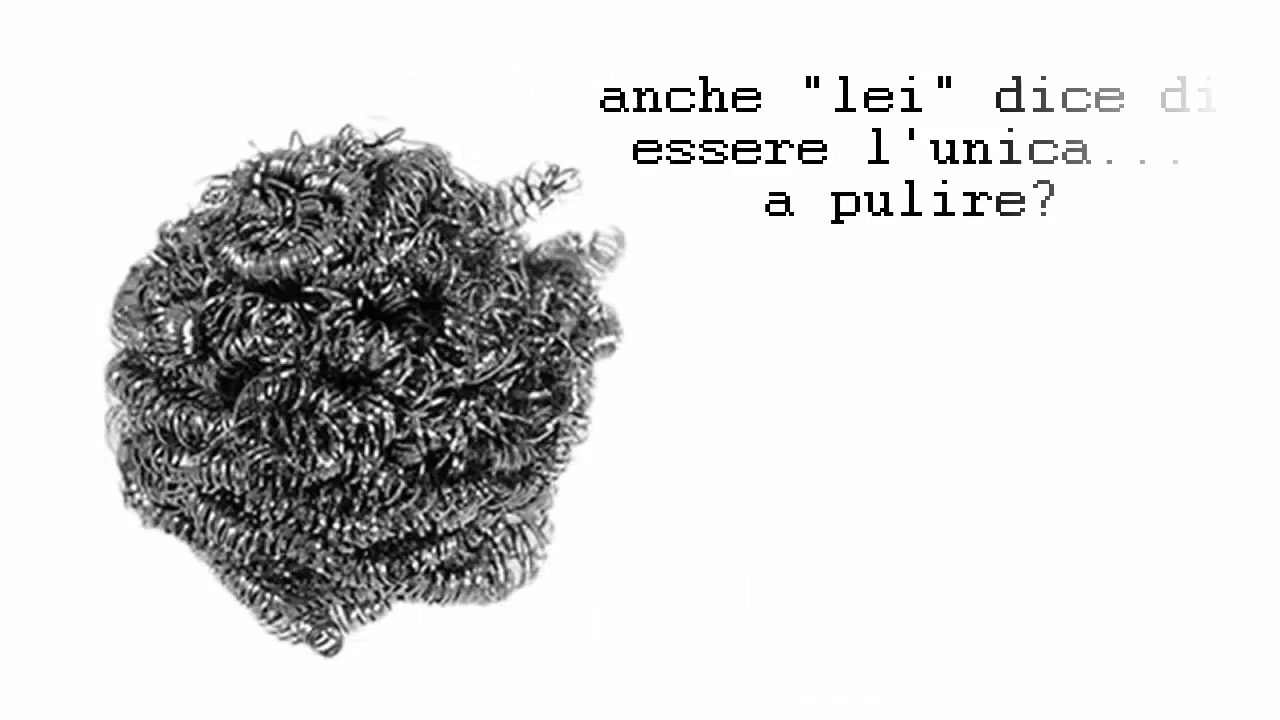 anche "lei" dice di
essere l'unica...
a pulire?